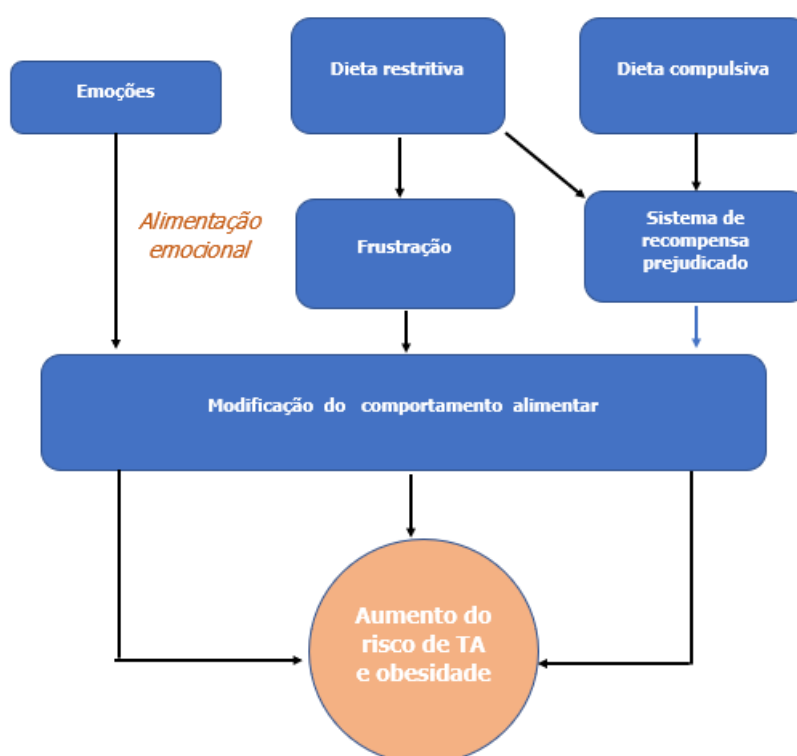 Emoções
Dieta restritiva
Dieta compulsiva
Alimentação
emocional
Frustração
Sistema de
recompensa
prejudicado
Modificação do comportamento alimentar
Aumento do
risco de TA
e obesidade